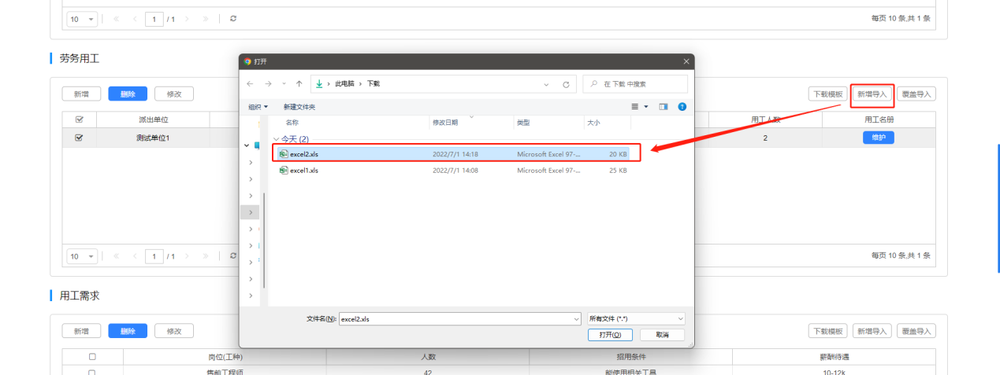 10 1 / 1 每页 10 条,共 1 条
劳务用工
打开
此电脑 › 下载 在 下载 中搜索
新增 删除 修改 下载模板 新增导入 覆盖导入
组织 新建文件夹
派出单位 名称 修改日期 类型 大小 用工人数 用工名册
测试单位1 今天 (2) 2 维护
excel2.xls 2022/7/1 14:18 Microsoft Excel 97-... 20 KB
excel1.xls 2022/7/1 14:08 Microsoft Excel 97-... 25 KB
10 1 / 1 每页 10 条,共 1 条
用工需求
文件名(N): excel2.xls 所有文件 (*.*)
新增 删除 修改 打开(O) 取消 下载模板 新增导入 覆盖导入
岗位(工种) 人数 招用条件 薪酬待遇
售前工程师 42 能使用相关工具 10-12k